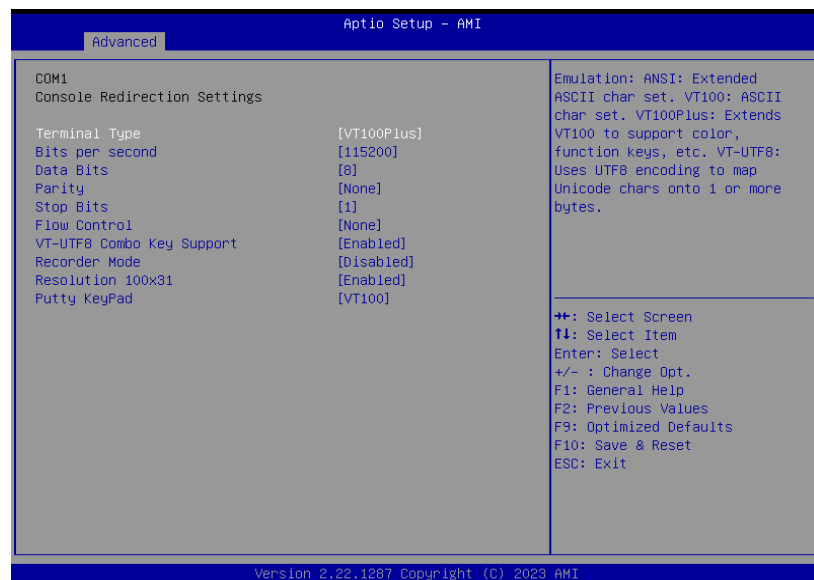 Aptio Setup – AMI
Advanced
COM1
Console Redirection Settings
Terminal Type [VT100Plus]
Bits per second [115200]
Data Bits [8]
Parity [None]
Stop Bits [1]
Flow Control [None]
VT-UTF8 Combo Key Support [Enabled]
Recorder Mode [Disabled]
Resolution 100x31 [Enabled]
Putty KeyPad [VT100]
Emulation: ANSI: Extended
ASCII char set. VT100: ASCII
char set. VT100Plus: Extends
VT100 to support color,
function keys, etc. VT-UTF8:
Uses UTF8 encoding to map
Unicode chars onto 1 or more
bytes.
→←: Select Screen
↑↓: Select Item
Enter: Select
+/- : Change Opt.
F1: General Help
F2: Previous Values
F9: Optimized Defaults
F10: Save & Reset
ESC: Exit
Version 2.22.1287 Copyright (C) 2023 AMI